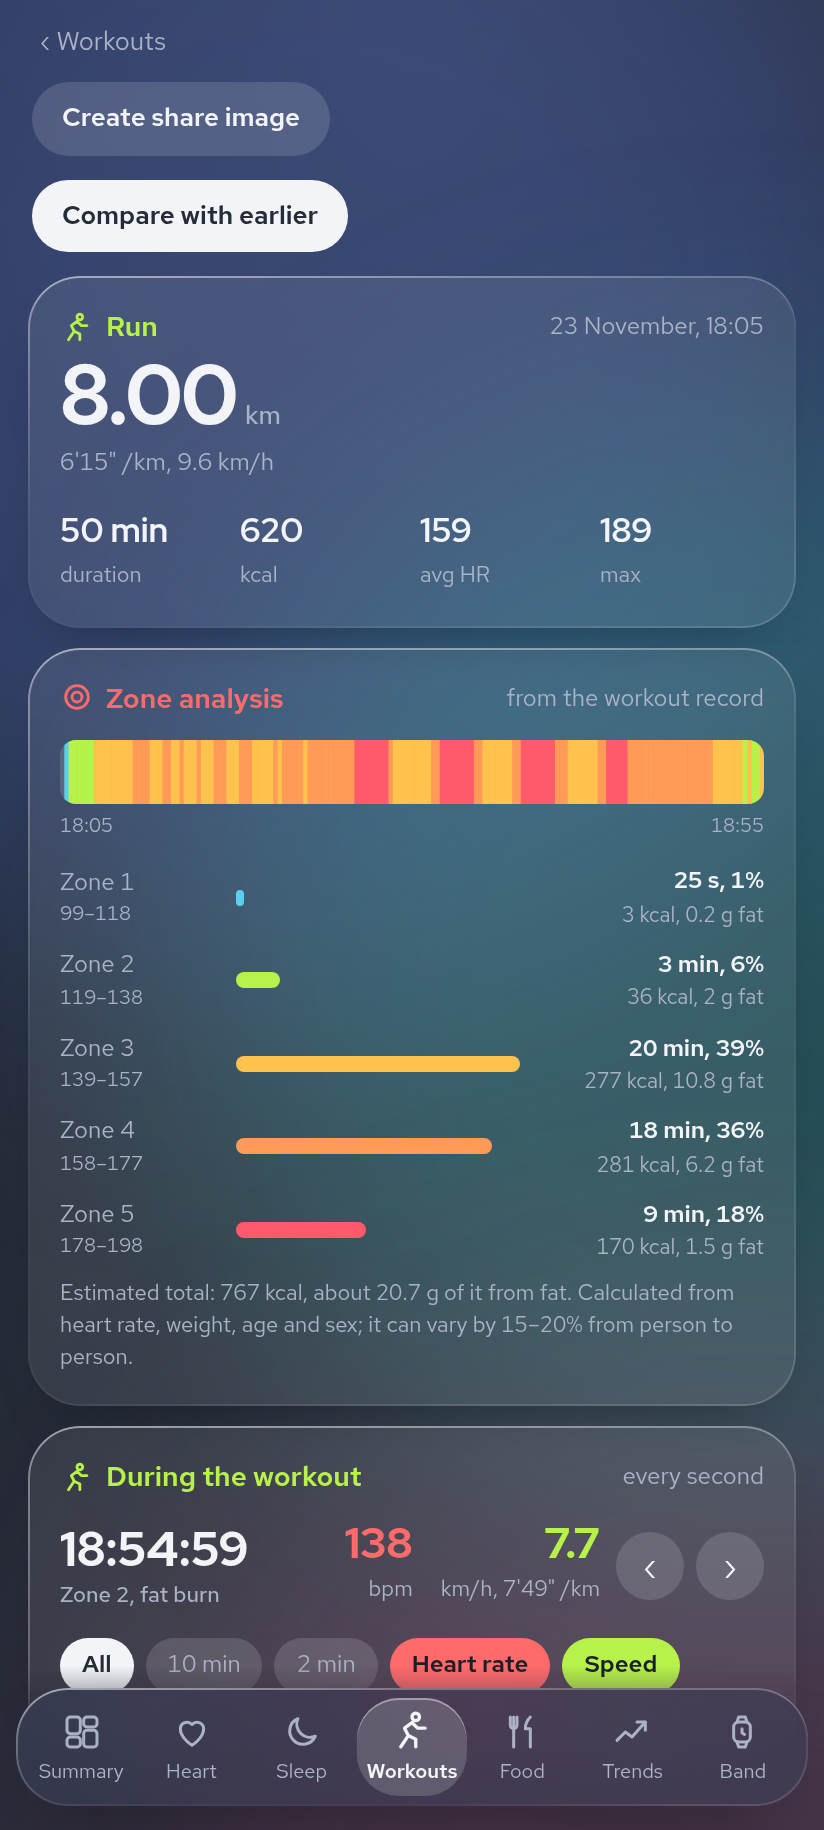 ‹ Workouts
Create share image
Compare with earlier
Run
23 November, 18:05
8.00 km
6'15" /km, 9.6 km/h
50 min 620 159 189
duration kcal avg HR max
Zone analysis
from the workout record
18:05 18:55
Zone 1 25 s, 1%
99–118 3 kcal, 0.2 g fat
Zone 2 3 min, 6%
119–138 36 kcal, 2 g fat
Zone 3 20 min, 39%
139–157 277 kcal, 10.8 g fat
Zone 4 18 min, 36%
158–177 281 kcal, 6.2 g fat
Zone 5 9 min, 18%
178–198 170 kcal, 1.5 g fat
Estimated total: 767 kcal, about 20.7 g of it from fat. Calculated from
heart rate, weight, age and sex; it can vary by 15–20% from person to
person.
During the workout
every second
18:54:59 138 7.7 ‹ ›
Zone 2, fat burn bpm km/h, 7'49" /km
All 10 min 2 min Heart rate Speed
Summary Heart Sleep Workouts Food Trends Band